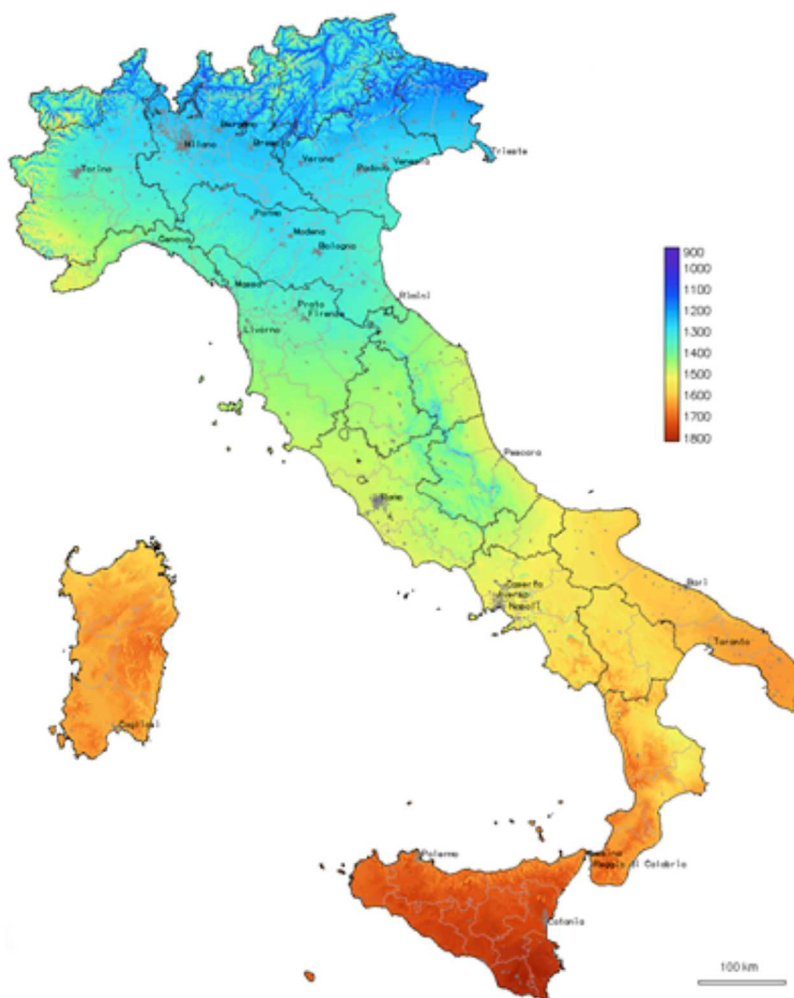 Bergamo
Milano
Brescia
Trieste
Verona
Venezia
Padova
Torino
Parma
Modena
Genova
Bologna
900
1000
1100
1200
1300
1400
1500
1600
1700
1800
Massa
Rimini
Prato
Firenze
Livorno
Pescara
Roma
Caserta
Napoli
Bari
Taranto
Cagliari
Palermo
Messina
Reggio di Calabria
Catania
100 km